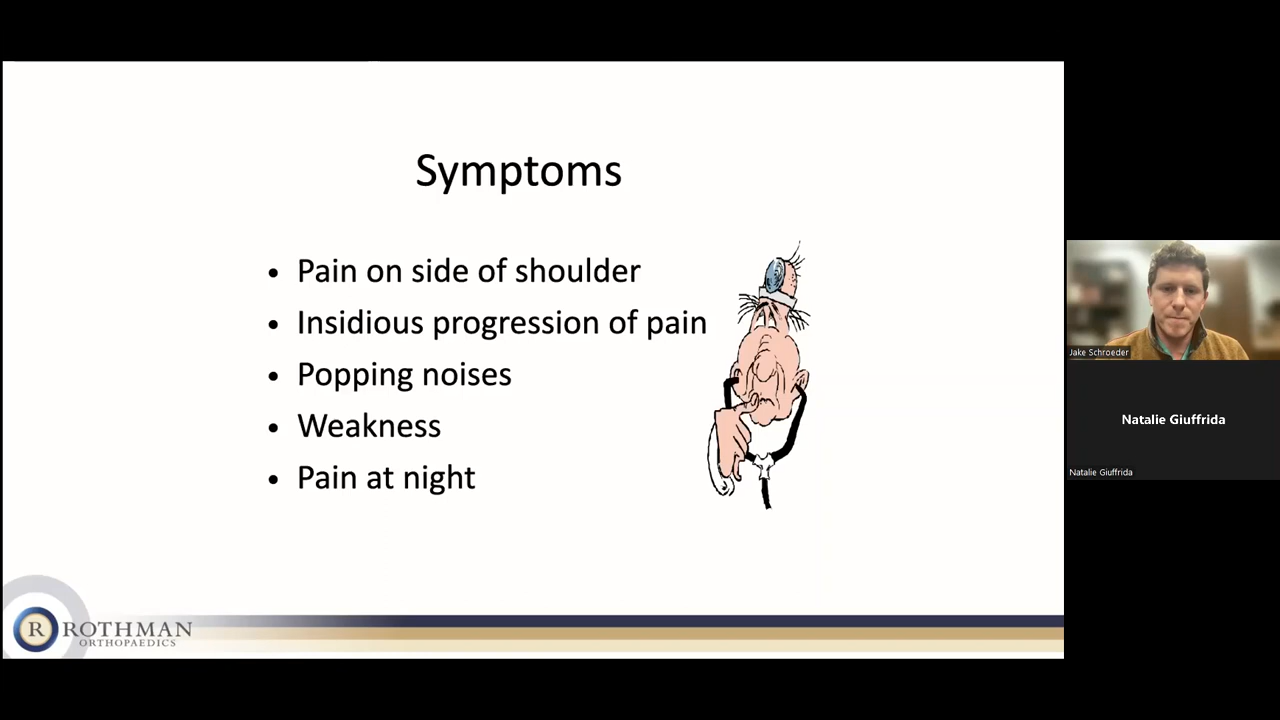 Symptoms
• Pain on side of shoulder
• Insidious progression of pain
• Popping noises
• Weakness
• Pain at night
R ROTHMAN
ORTHOPAEDICS
Jake Schroeder
Natalie Giuffrida
Natalie Giuffrida